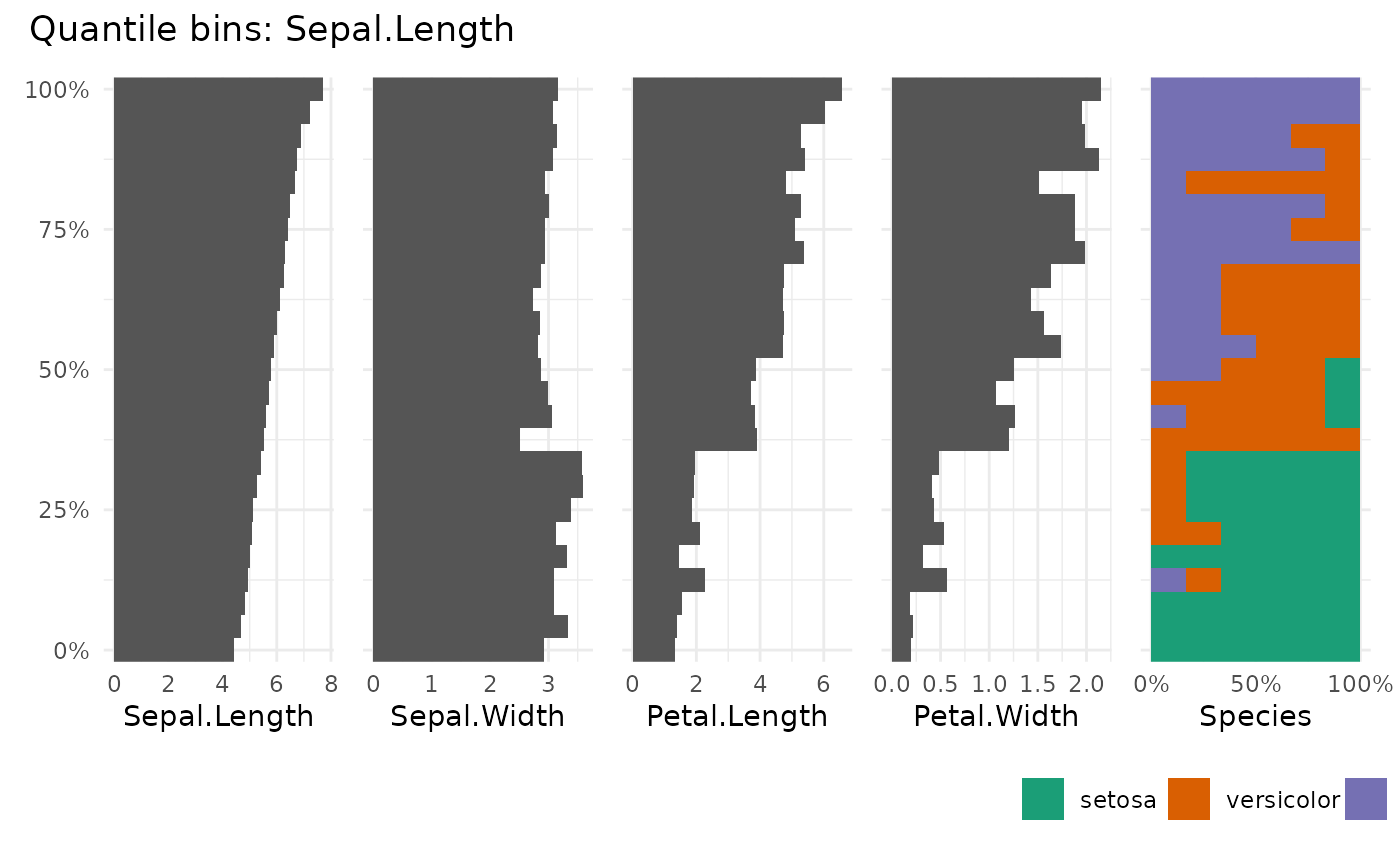 Quantile bins: Sepal.Length
100%
75%
50%
25%
0%
0 2 4 6 8
0 1 2 3
0 2 4 6
0.0 0.5 1.0 1.5 2.0
0% 50% 100%
Sepal.Length
Sepal.Width
Petal.Length
Petal.Width
Species
setosa versicolor